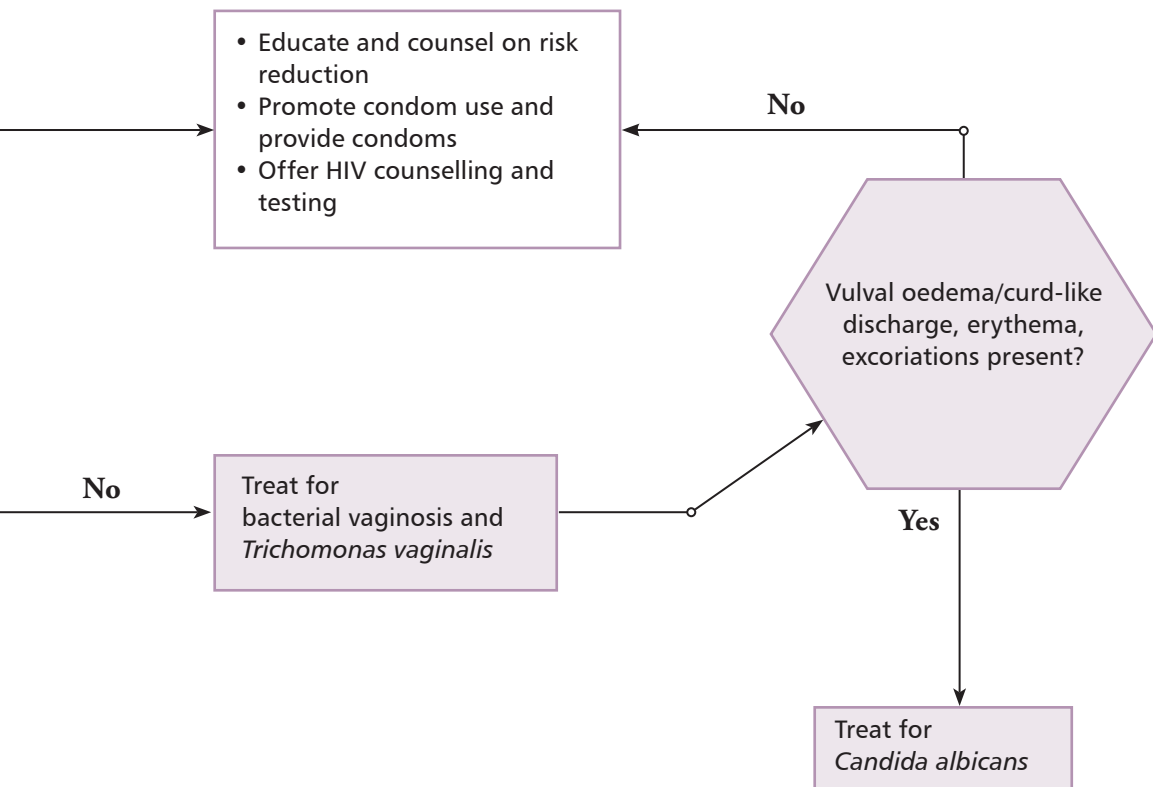 • Educate and counsel on risk
reduction
• Promote condom use and
provide condoms
• Offer HIV counselling and
testing
No
Vulval oedema/curd-like
discharge, erythema,
excoriations present?
No
Treat for
bacterial vaginosis and
Trichomonas vaginalis
Yes
Treat for
Candida albicans